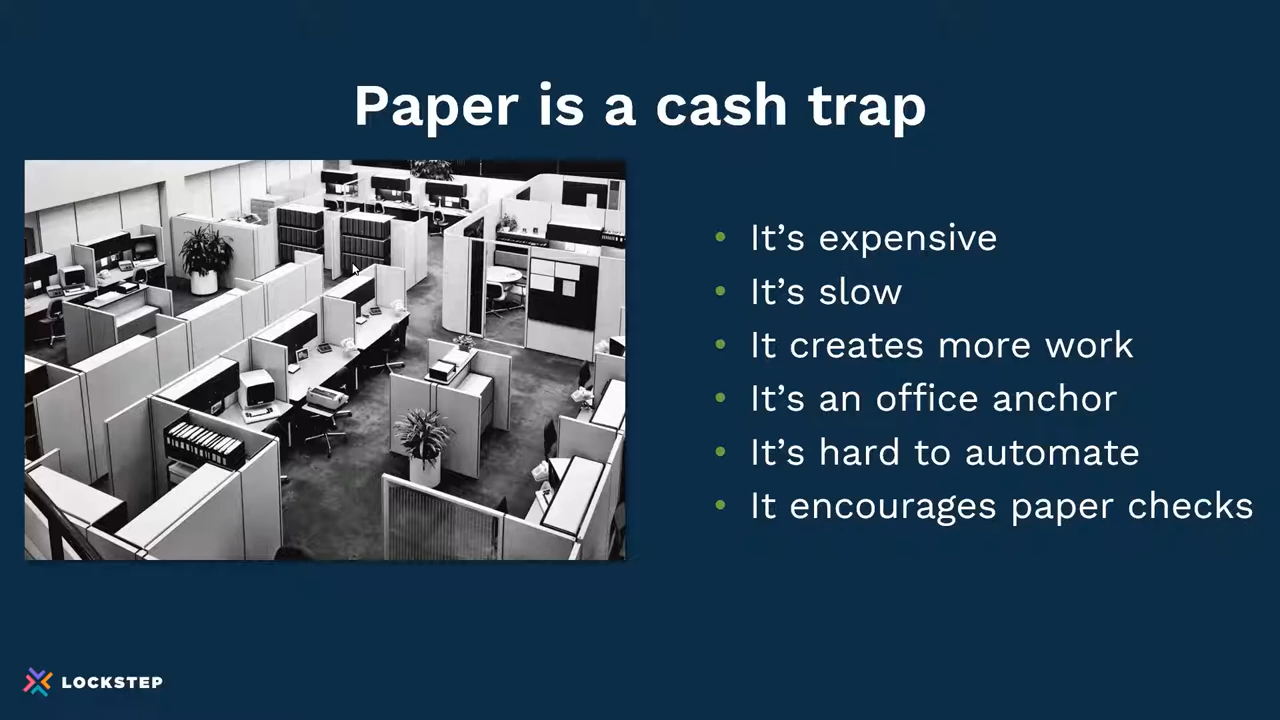 Paper is a cash trap
It’s expensive
It’s slow
It creates more work
It’s an office anchor
It’s hard to automate
It encourages paper checks
LOCKSTEP